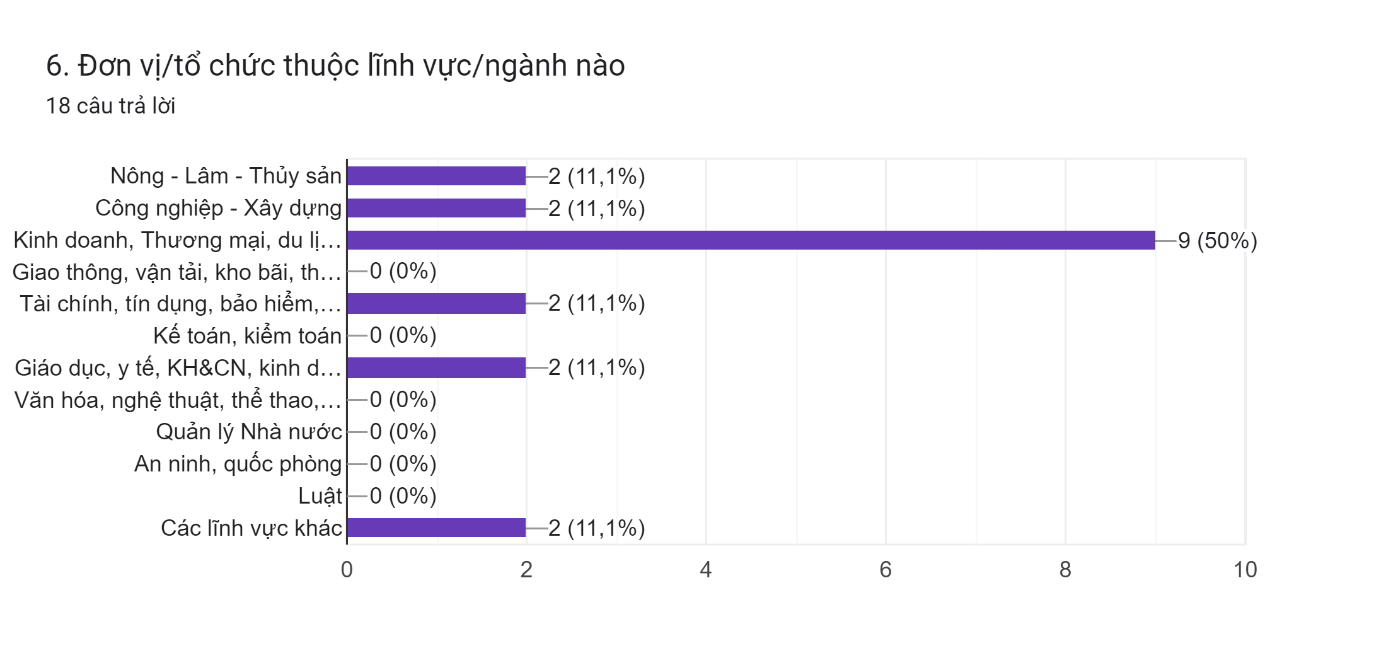 6. Đơn vị/tổ chức thuộc lĩnh vực/ngành nào
18 câu trả lời
Nông - Lâm - Thủy sản 2 (11,1%)
Công nghiệp - Xây dựng 2 (11,1%)
Kinh doanh, Thương mại, du lị… 9 (50%)
Giao thông, vận tải, kho bãi, th… 0 (0%)
Tài chính, tín dụng, bảo hiểm,… 2 (11,1%)
Kế toán, kiểm toán 0 (0%)
Giáo dục, y tế, KH&CN, kinh d… 2 (11,1%)
Văn hóa, nghệ thuật, thể thao,… 0 (0%)
Quản lý Nhà nước 0 (0%)
An ninh, quốc phòng 0 (0%)
Luật 0 (0%)
Các lĩnh vực khác 2 (11,1%)
0 2 4 6 8 10